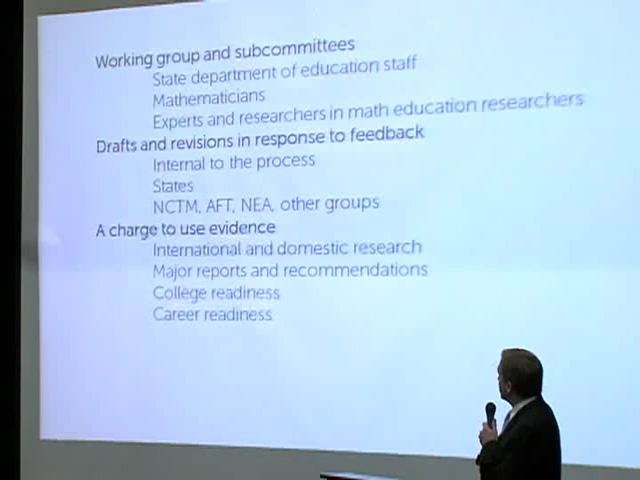 Working group and subcommittees
State department of education staff
Mathematicians
Experts and researchers in math education researchers
Drafts and revisions in response to feedback
Internal to the process
States
NCTM, AFT, NEA, other groups
A charge to use evidence
International and domestic research
Major reports and recommendations
College readiness
Career readiness